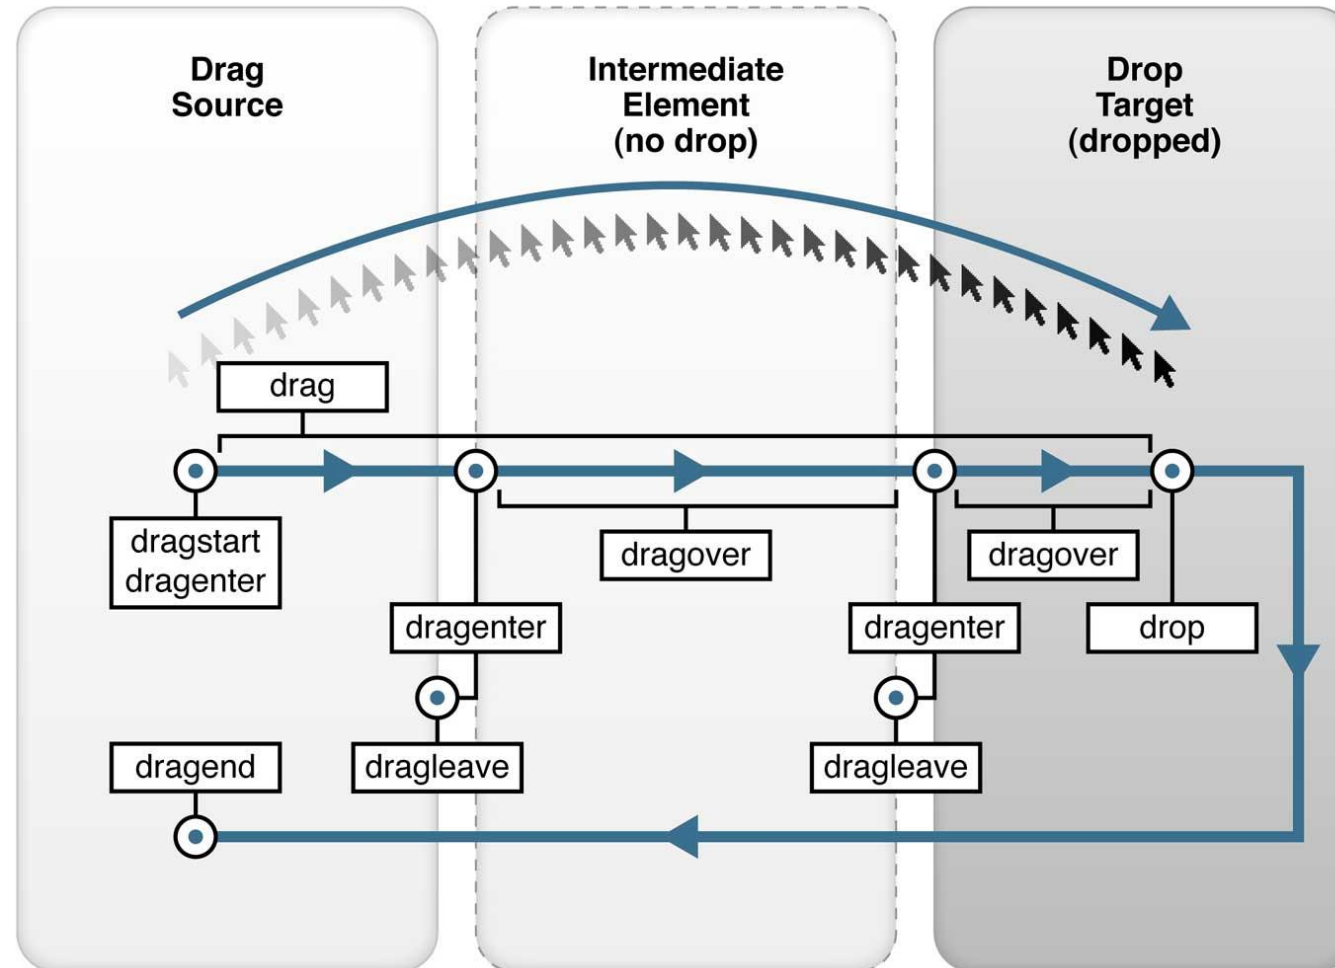 Drag
Source
Intermediate
Element
(no drop)
Drop
Target
(dropped)
drag
dragstart
dragenter
dragover
dragover
dragenter
dragenter
drop
dragend
dragleave
dragleave